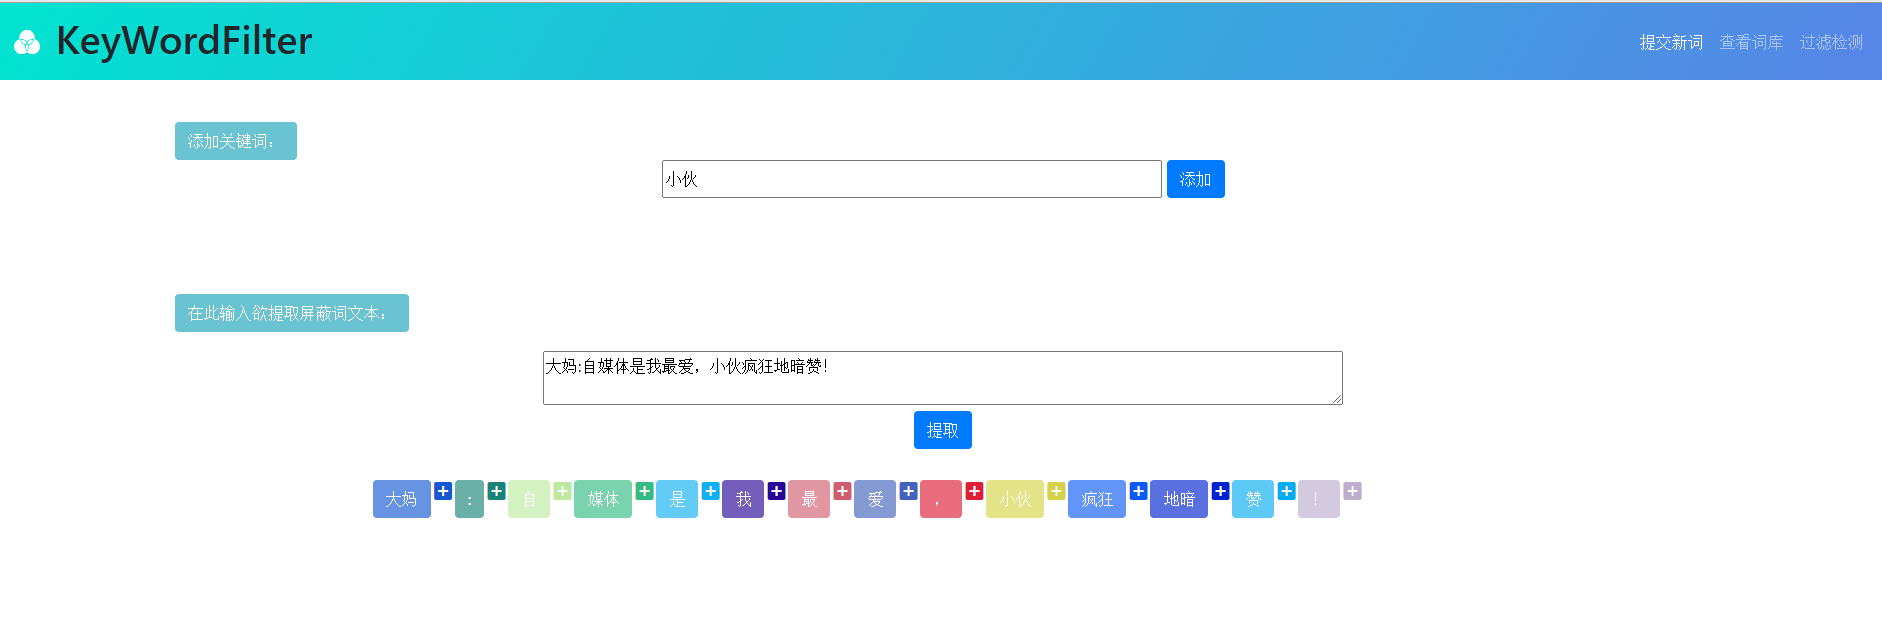 KeyWordFilter 提交新词 查看词库 过滤检测
添加关键词：
小伙 添加
在此输入欲提取屏蔽词文本：
大妈:自媒体是我最爱，小伙疯狂地暗赞！
提取
大妈 + : + 自 + 媒体 + 是 + 我 + 最 + 爱 + ， + 小伙 + 疯狂 + 地暗 + 赞 + ！ +